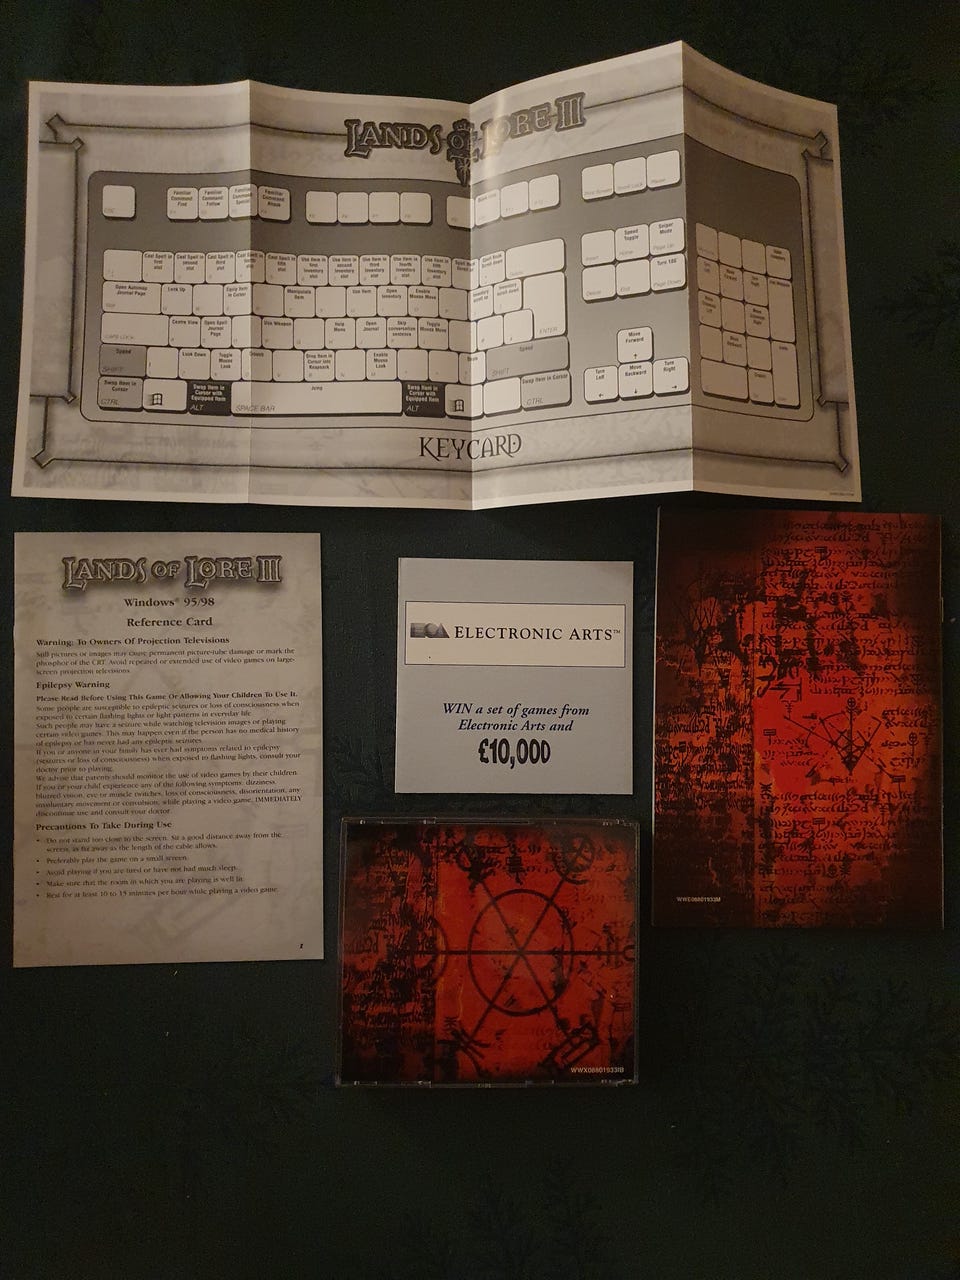 LANDS OF LORE III
ESC
Familiar Command Find
Familiar Command Follow
Familiar Command Special
Familiar Command Attack
Print Screen
Scroll Lock
Pause
Cast Spell in first slot
Cast Spell in second slot
Cast Spell in third slot
Cast Spell in fourth slot
Cast Spell in fifth slot
Use Item in first Inventory slot
Use Item in second Inventory slot
Use Item in third Inventory slot
Use Item in fourth Inventory slot
Use Item in fifth Inventory slot
Spell Book Scroll down
Insert
Speed Toggle
Home
Sniper Mode
Page Up
Open Automap Journal Page
Look Up
Equip Item in Cursor
Manipulate Item
Use Item
Open Inventory
Enable Mouse Move
Inventory scroll down
Delete
End
Turn 180
Page Down
CAPS LOCK
Centre View
Open Spell Journal Page
Use Weapon
Help Menu
Open Journal
Skip conversation sentence
Toggle Mouse Move
ENTER
Speed
SHIFT
Look Down
Toggle Mouse Look
Crouch
Drop Item in Cursor into Knapsack
Enable Mouse Look
Speed
SHIFT
Move Forward
Swap Item in Cursor
CTRL
Swap Item in Cursor with Equipped Item
ALT
Jump
SPACE BAR
Swap Item in Cursor with Equipped Item
ALT
Swap Item in Cursor
CTRL
Turn Left
Move Backward
Turn Right
KEYCARD
LANDS OF LORE III
Windows® 95/98
Reference Card
Warning: To Owners Of Projection Televisions
Still pictures or images may cause permanent picture-tube damage or mark the
phosphor of the CRT. Avoid repeated or extended use of video games on large-
screen projection televisions.
Epilepsy Warning
Please Read Before Using This Game Or Allowing Your Children To Use It.
Some people are susceptible to epileptic seizures or loss of consciousness when
exposed to certain flashing lights or light patterns in everyday life.
Such people may have a seizure while watching television images or playing
certain video games. This may happen even if the person has no medical history
of epilepsy or has never had any epileptic seizures.
If you or anyone in your family has ever had symptoms related to epilepsy
(seizures or loss of consciousness) when exposed to flashing lights, consult your
doctor prior to playing.
We advise that parents should monitor the use of video games by their children.
If you or your child experience any of the following symptoms: dizziness,
blurred vision, eye or muscle twitches, loss of consciousness, disorientation, any
involuntary movement or convulsion, while playing a video game, IMMEDIATELY
discontinue use and consult your doctor.
Precautions To Take During Use
• Do not stand too close to the screen. Sit a good distance away from the
screen, as far away as the length of the cable allows.
• Preferably play the game on a small screen.
• Avoid playing if you are tired or have not had much sleep.
• Make sure that the room in which you are playing is well lit.
• Rest for at least 10 to 15 minutes per hour while playing a video game.
1
ELECTRONIC ARTS™
WIN a set of games from
Electronic Arts and
£10,000
WWE08801933M
WWX08801933IB